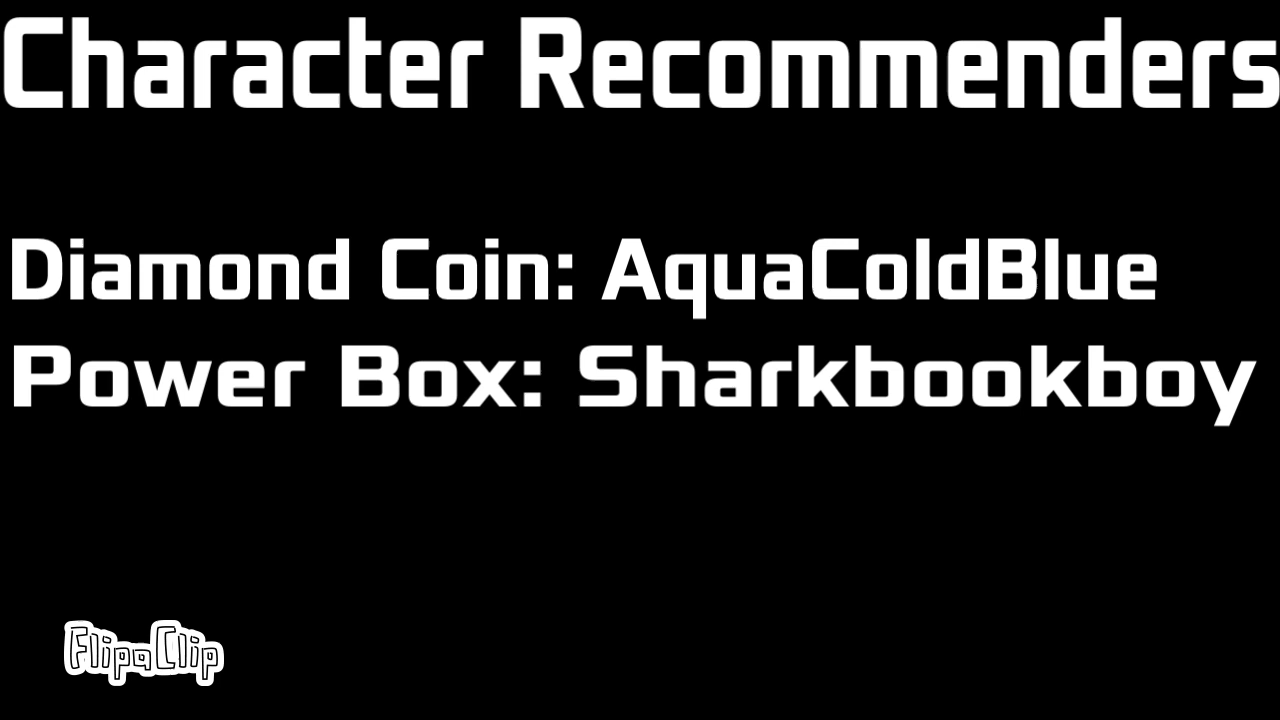 Character Recommenders
Diamond Coin: AquaColdBlue
Power Box: Sharkbookboy
FlipaClip